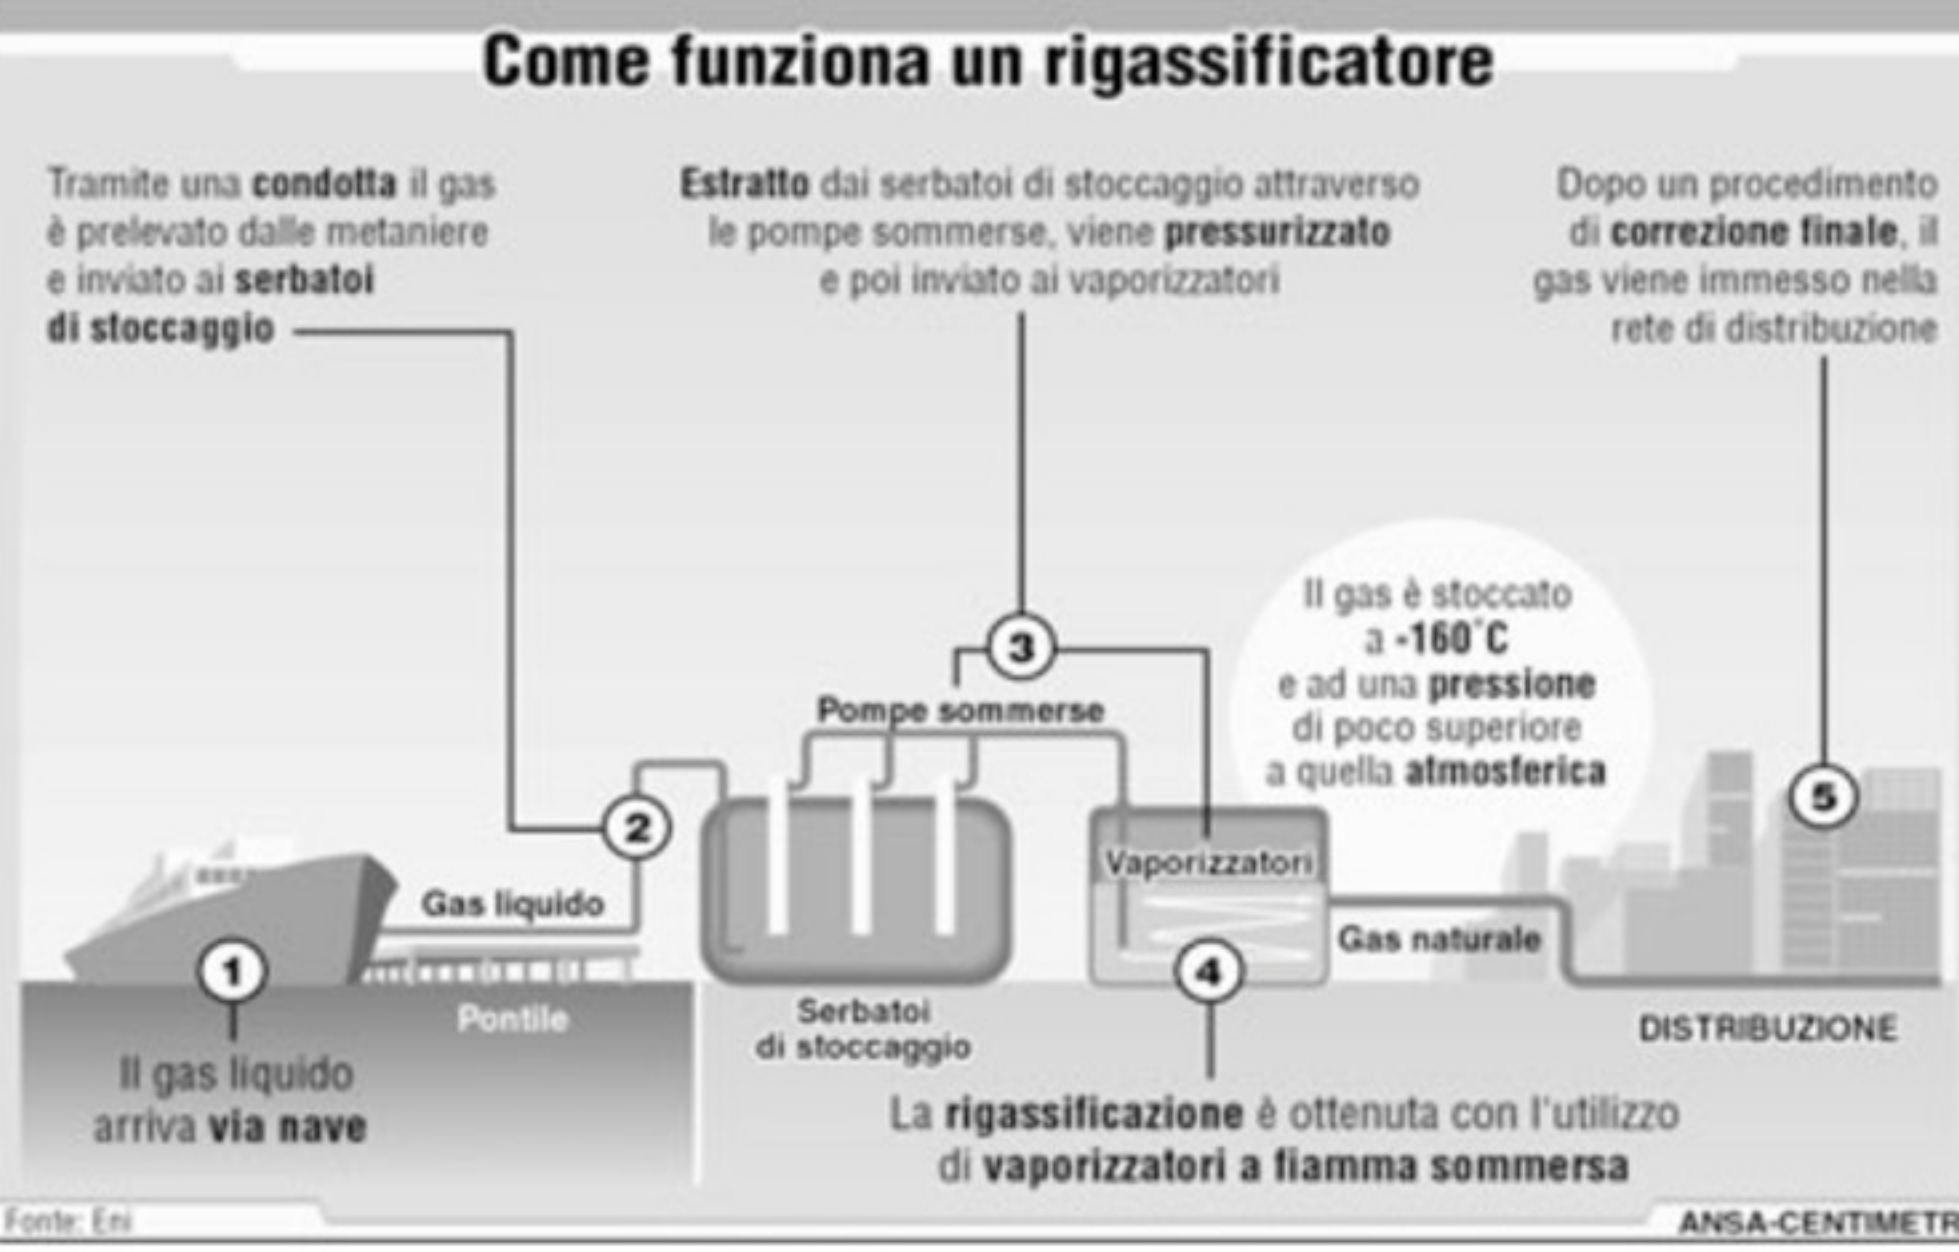 Come funziona un rigassificatore
Tramite una condotta il gas
è prelevato dalle metaniere
e inviato ai serbatoi
di stoccaggio
Estratto dai serbatoi di stoccaggio attraverso
le pompe sommerse, viene pressurizzato
e poi inviato ai vaporizzatori
Dopo un procedimento
di correzione finale, il
gas viene immesso nella
rete di distribuzione
Il gas è stoccato
a -160°C
e ad una pressione
di poco superiore
a quella atmosferica
3
Pompe sommerse
2
5
Vaporizzatori
Gas liquido
Gas naturale
1
4
Pontile
Serbatoi
di stoccaggio
DISTRIBUZIONE
Il gas liquido
arriva via nave
La rigassificazione è ottenuta con l'utilizzo
di vaporizzatori a fiamma sommersa
Fonte: Eni
ANSA-CENTIMETR